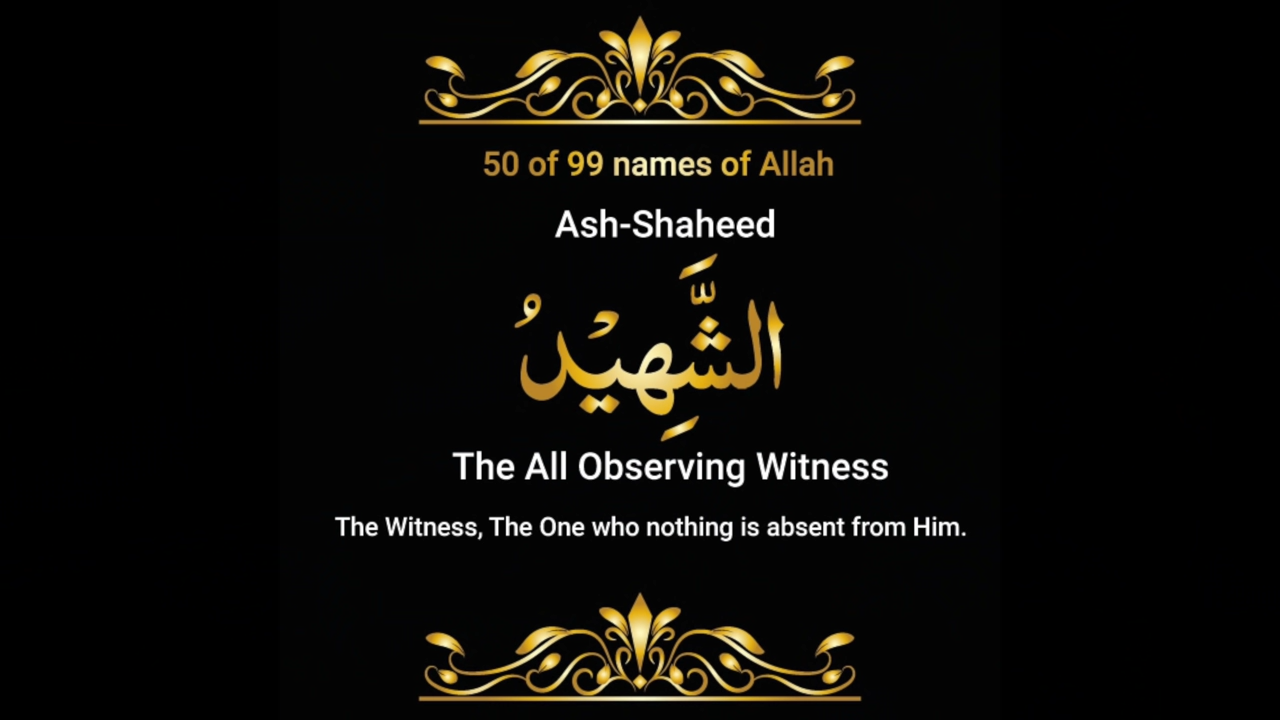 50 of 99 names of Allah
Ash-Shaheed
الشَّهِيْدُ
The All Observing Witness
The Witness, The One who nothing is absent from Him.